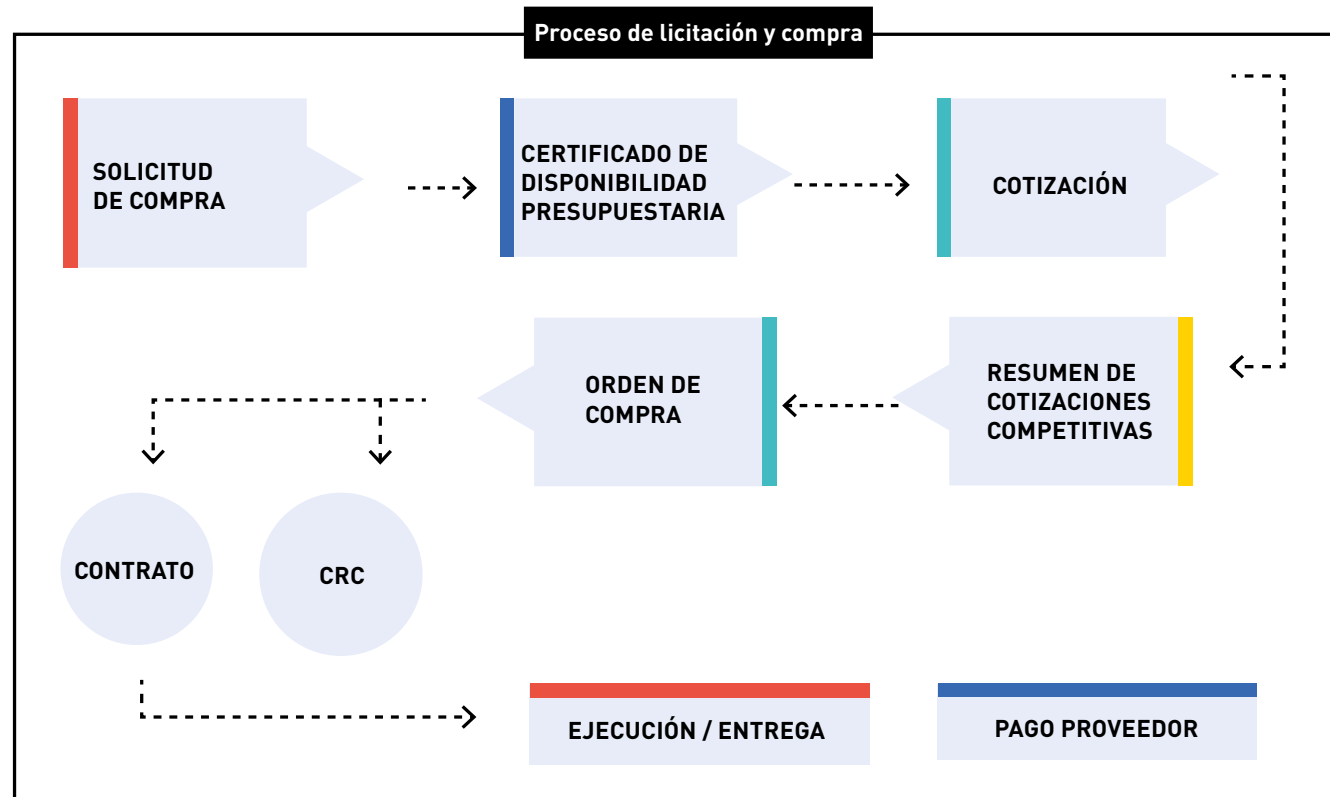 Proceso de licitación y compra
SOLICITUD
DE COMPRA
CERTIFICADO DE
DISPONIBILIDAD
PRESUPUESTARIA
COTIZACIÓN
RESUMEN DE
COTIZACIONES
COMPETITIVAS
ORDEN DE
COMPRA
CONTRATO
CRC
EJECUCIÓN / ENTREGA
PAGO PROVEEDOR